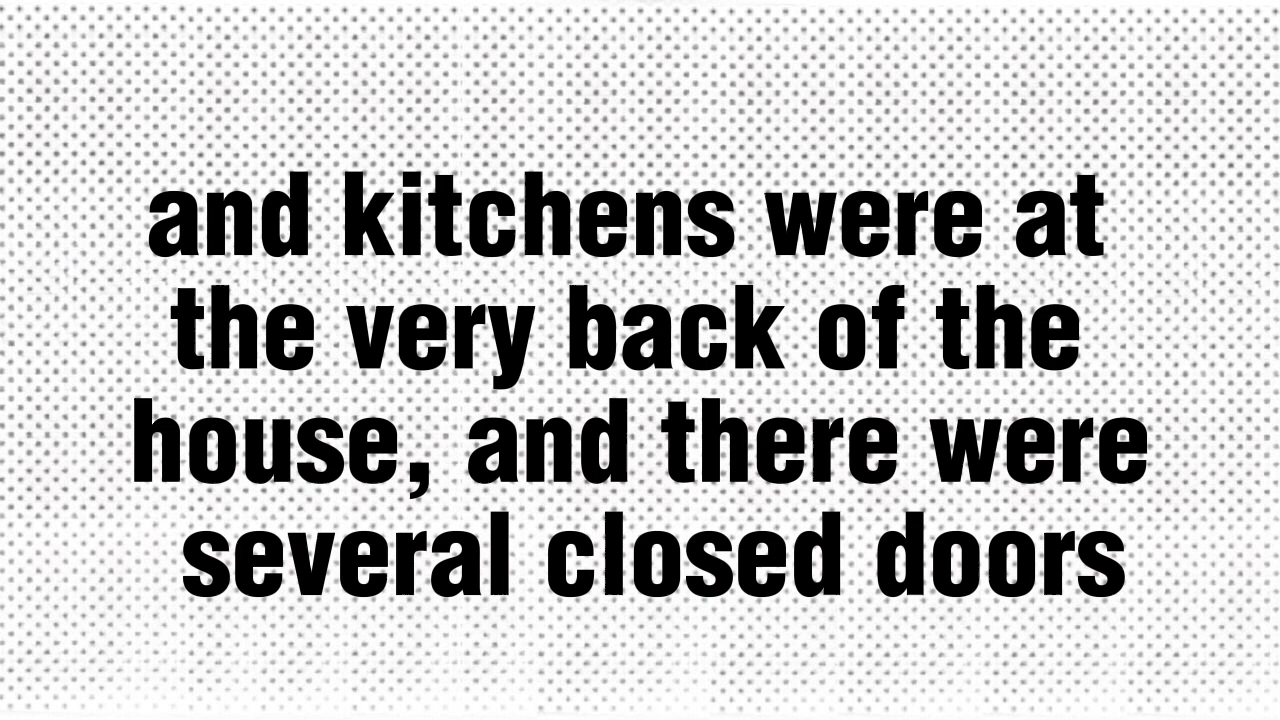 and kitchens were at
the very back of the
house, and there were
several closed doors